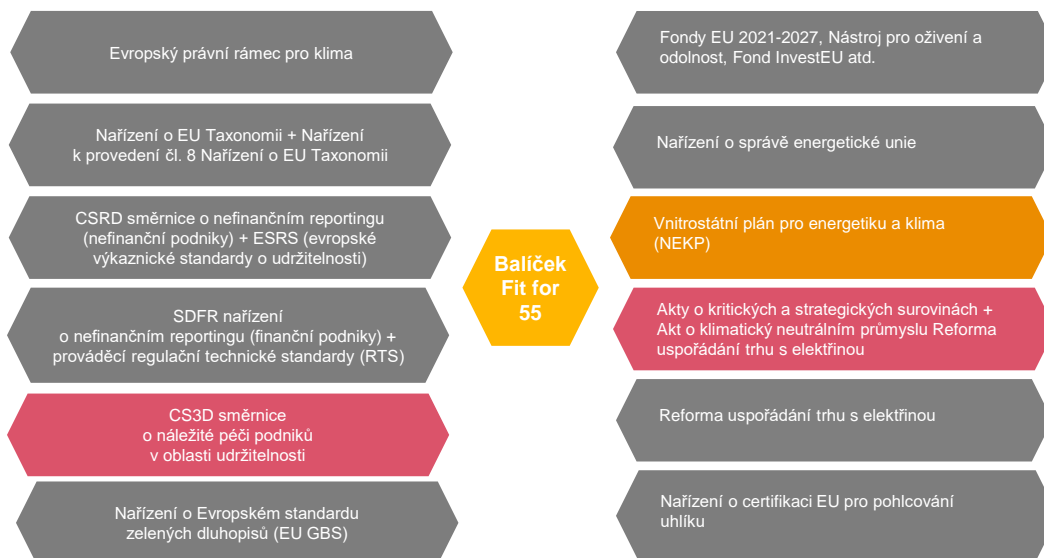 Evropský právní rámec pro klima
Nařízení o EU Taxonomii + Nařízení
k provedení čl. 8 Nařízení o EU Taxonomii
CSRD směrnice o nefinančním reportingu
(nefinanční podniky) + ESRS (evropské
výkaznické standardy o udržitelnosti)
SDFR nařízení
o nefinančním reportingu (finanční podniky) +
prováděcí regulační technické standardy (RTS)
CS3D směrnice
o náležité péči podniků
v oblasti udržitelnosti
Nařízení o Evropském standardu
zelených dluhopisů (EU GBS)
Balíček
Fit for
55
Fondy EU 2021-2027, Nástroj pro oživení a
odolnost, Fond InvestEU atd.
Nařízení o správě energetické unie
Vnitrostátní plán pro energetiku a klima
(NEKP)
Akty o kritických a strategických surovinách +
Akt o klimatický neutrálním průmyslu Reforma
uspořádání trhu s elektřinou
Reforma uspořádání trhu s elektřinou
Nařízení o certifikaci EU pro pohlcování
uhlíku